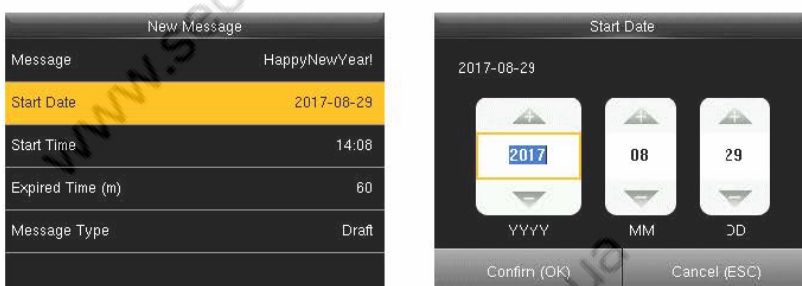 New Message
Message HappyNewYear!
Start Date 2017-08-29
Start Time 14:08
Expired Time (m) 60
Message Type Draft
Start Date
2017-08-29
2017 08 29
YYYY MM DD
Confirm (OK) Cancel (ESC)